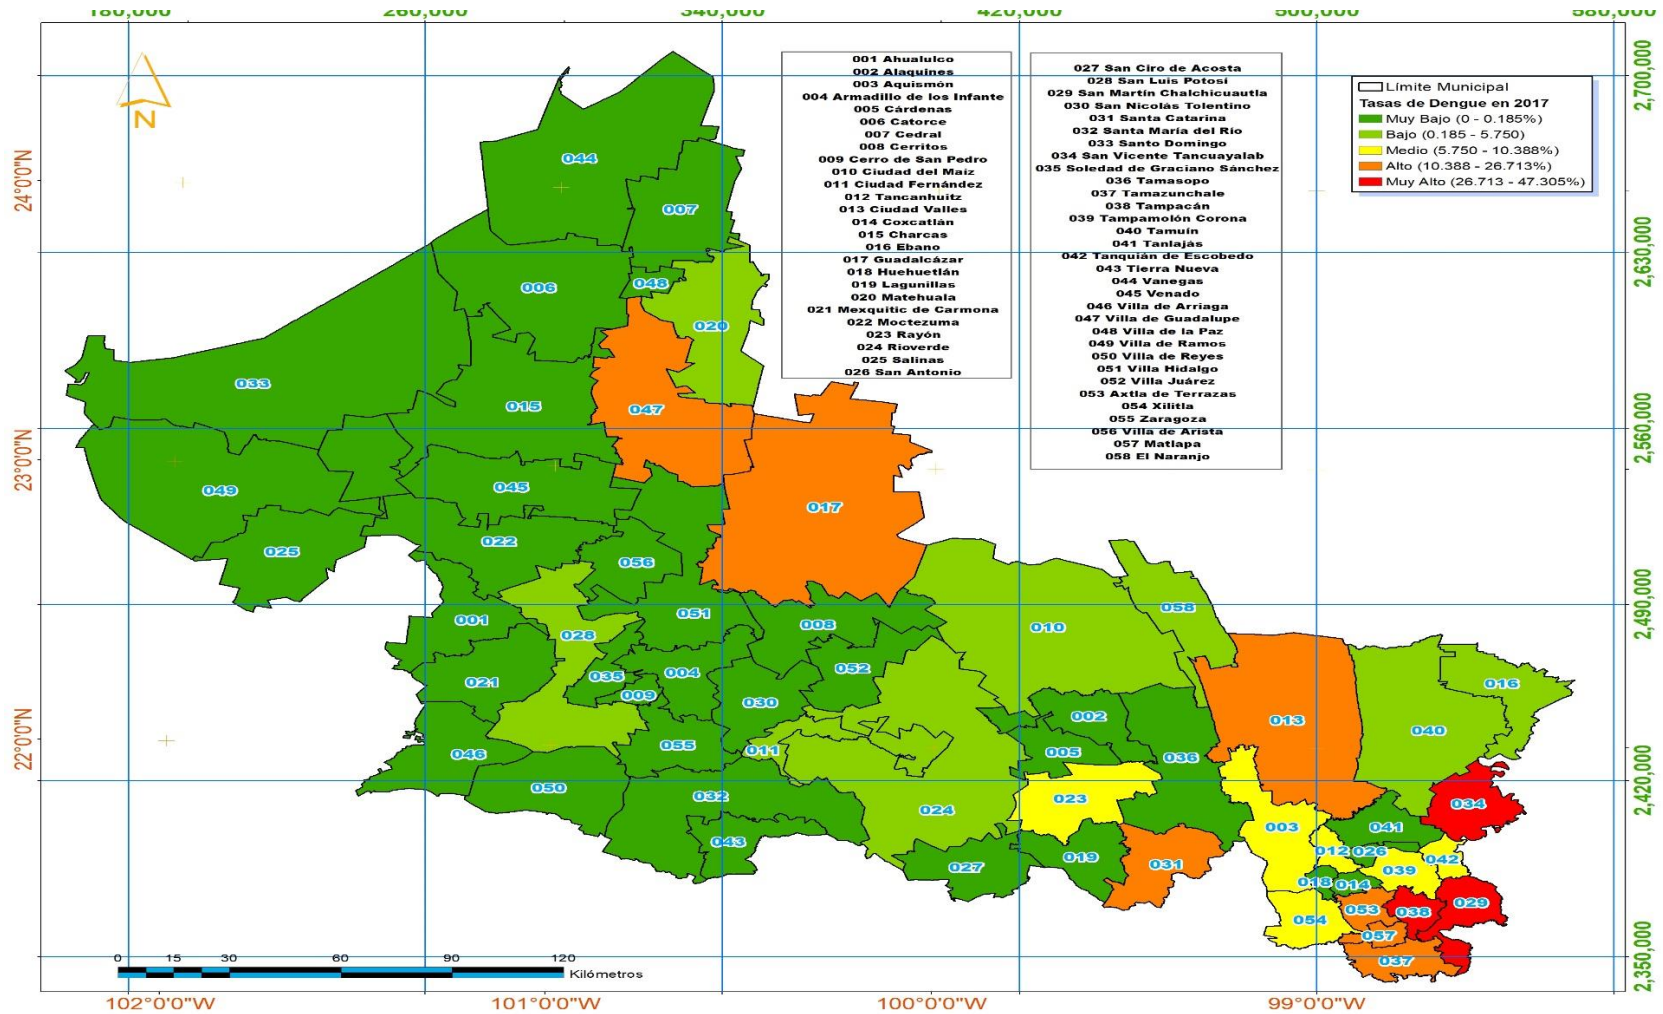 180,000 260,000 340,000 420,000 500,000 580,000
N
001 Ahualulco
002 Alaquines
003 Aquismón
004 Armadillo de los Infante
005 Cárdenas
006 Catorce
007 Cedral
008 Cerritos
009 Cerro de San Pedro
010 Ciudad del Maíz
011 Ciudad Fernández
012 Tancanhuitz
013 Ciudad Valles
014 Coxcatlán
015 Charcas
016 Ebano
017 Guadalcázar
018 Huehuetlán
019 Lagunillas
020 Matehuala
021 Mexquitic de Carmona
022 Moctezuma
023 Rayón
024 Rioverde
025 Salinas
026 San Antonio
027 San Ciro de Acosta
028 San Luis Potosí
029 San Martín Chalchicuautla
030 San Nicolás Tolentino
031 Santa Catarina
032 Santa María del Río
033 Santo Domingo
034 San Vicente Tancuayalab
035 Soledad de Graciano Sánchez
036 Tamasopo
037 Tamazunchale
038 Tampacán
039 Tampamolón Corona
040 Tamuín
041 Tanlajás
042 Tanquián de Escobedo
043 Tierra Nueva
044 Vanegas
045 Venado
046 Villa de Arriaga
047 Villa de Guadalupe
048 Villa de la Paz
049 Villa de Ramos
050 Villa de Reyes
051 Villa Hidalgo
052 Villa Juárez
053 Axtla de Terrazas
054 Xilitla
055 Zaragoza
056 Villa de Arista
057 Matlapa
058 El Naranjo
Límite Municipal
Tasas de Dengue en 2017
Muy Bajo (0 - 0.185%)
Bajo (0.185 - 5.750)
Medio (5.750 - 10.388%)
Alto (10.388 - 26.713%)
Muy Alto (26.713 - 47.305%)
2,700,000
2,630,000
2,560,000
2,490,000
2,420,000
2,350,000
24°0'0"N
23°0'0"N
22°0'0"N
044
007
006
048
020
033
015
047
049
045
017
025
022
056
001
028
051
008
010
058
021
035
004
009
052
030
002
013
016
046
055
011
005
036
040
050
032
024
023
034
043
027
019
031
003
041
012
026
039
042
018
014
054
053
038
029
057
037
0 15 30 60 90 120
Kilómetros
102°0'0"W 101°0'0"W 100°0'0"W 99°0'0"W